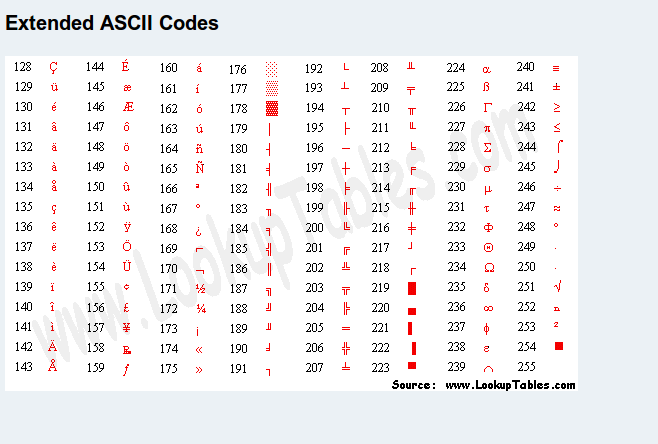 Extended ASCII Codes
128 Ç 144 É 160 á 176 ░ 192 └ 208 ╨ 224 α 240 ≡
129 ü 145 æ 161 í 177 ▒ 193 ┴ 209 ╤ 225 ß 241 ±
130 é 146 Æ 162 ó 178 ▓ 194 ┬ 210 ╥ 226 Γ 242 ≥
131 â 147 ô 163 ú 179 │ 195 ├ 211 ╙ 227 π 243 ≤
132 ä 148 ö 164 ñ 180 ┤ 196 ─ 212 ╘ 228 Σ 244 ⌠
133 à 149 ò 165 Ñ 181 ╡ 197 ┼ 213 ╒ 229 σ 245 ⌡
134 å 150 û 166 ª 182 ╢ 198 ╞ 214 ╓ 230 µ 246 ÷
135 ç 151 ù 167 º 183 ╖ 199 ╟ 215 ╫ 231 τ 247 ≈
136 ê 152 ÿ 168 ¿ 184 ╕ 200 ╚ 216 ╪ 232 Φ 248 °
137 ë 153 Ö 169 ⌐ 185 ╣ 201 ╔ 217 ┘ 233 Θ 249 ∙
138 è 154 Ü 170 ¬ 186 ║ 202 ╩ 218 ┌ 234 Ω 250 ·
139 ï 155 ¢ 171 ½ 187 ╗ 203 ╦ 219 █ 235 δ 251 √
140 î 156 £ 172 ¼ 188 ╝ 204 ╠ 220 ▄ 236 ∞ 252 ⁿ
141 ì 157 ¥ 173 ¡ 189 ╜ 205 ═ 221 ▌ 237 φ 253 ²
142 Ä 158 ₧ 174 « 190 ╛ 206 ╬ 222 ▐ 238 ε 254 ■
143 Å 159 ƒ 175 » 191 ┐ 207 ╧ 223 ▀ 239 ∩ 255
www.LookupTables.com
Source: www.LookupTables.com